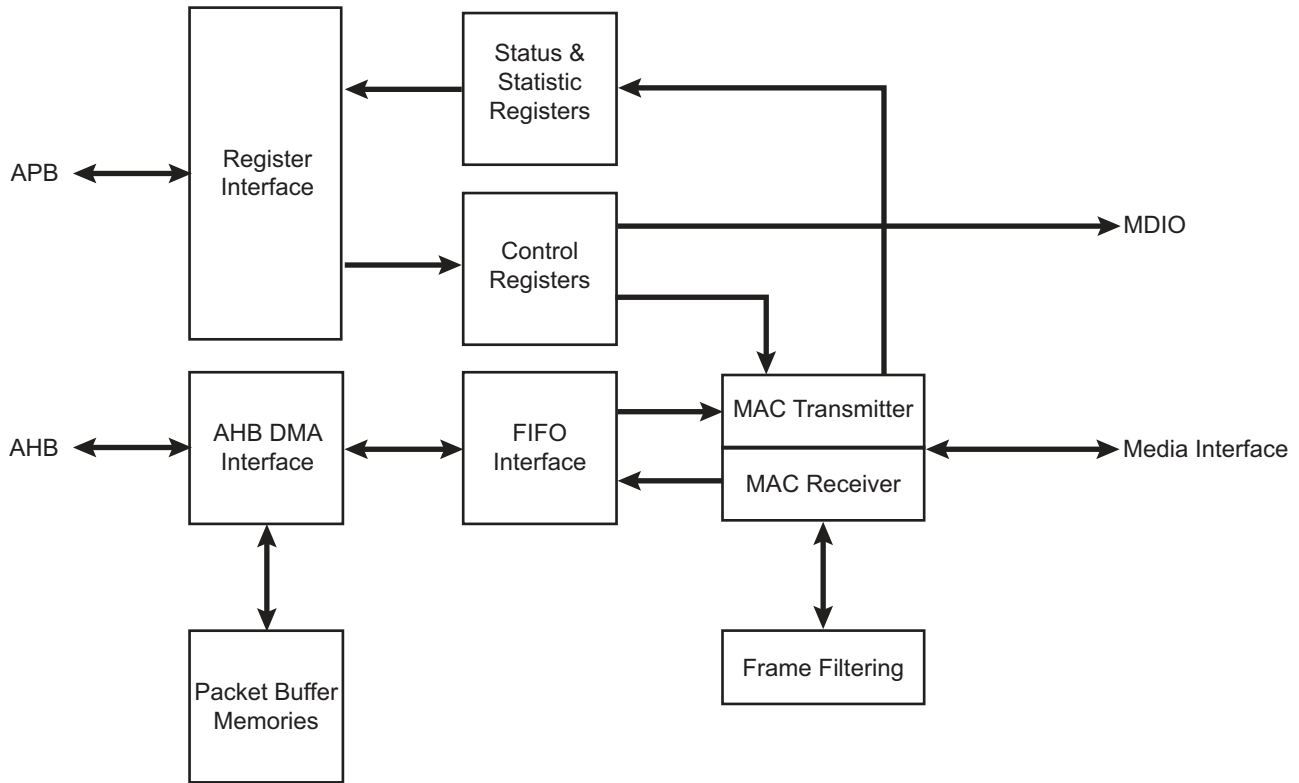 Status &
Statistic
Registers
APB
Register
Interface
MDIO
Control
Registers
MAC Transmitter
AHB
AHB DMA
Interface
FIFO
Interface
Media Interface
MAC Receiver
Packet Buffer
Memories
Frame Filtering